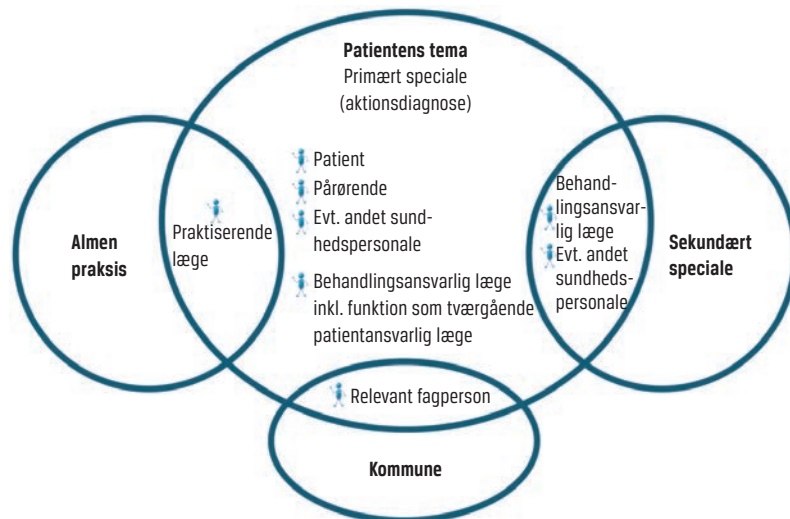 Patientens tema
Primært speciale
(aktionsdiagnose)
Patient
Pårørende
Evt. andet sund-
hedspersonale
Behandlingsansvarlig læge
inkl. funktion som tværgående
patientansvarlig læge
Almen
praksis
Praktiserende
læge
Behand-
lingsansvar-
lig læge
Evt. andet
sundheds-
personale
Sekundært
speciale
Relevant fagperson
Kommune